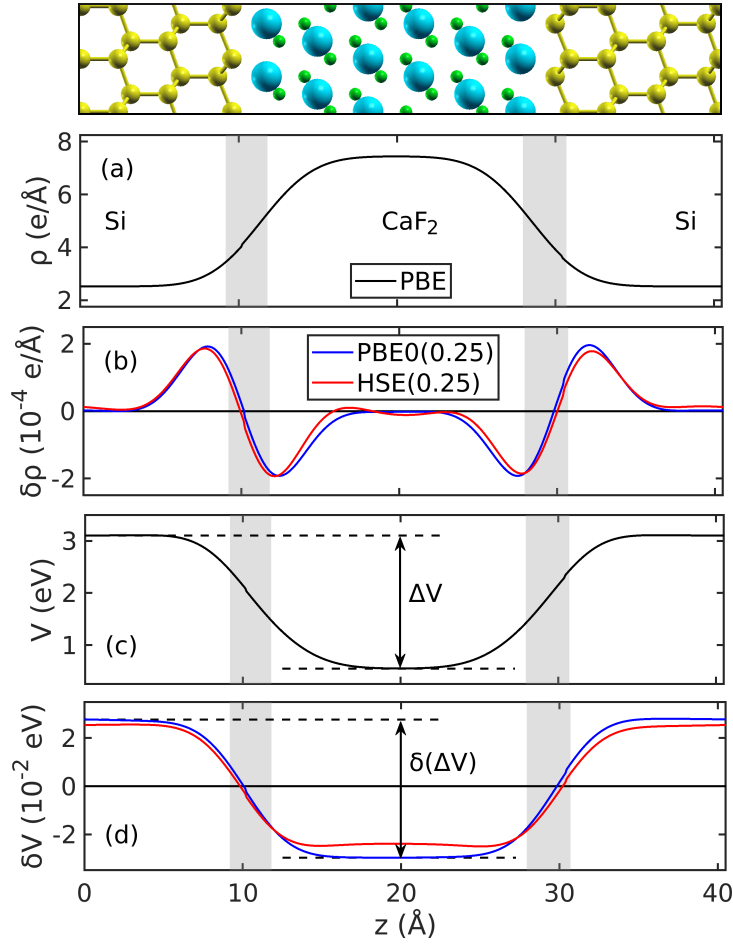 (a)
8
6
4
2
ρ (e/Å)
Si
CaF₂
Si
PBE
(b)
2
0
-2
δρ (10⁻⁴ e/Å)
PBE0(0.25)
HSE(0.25)
3
2
1
V (eV)
ΔV
(c)
2
0
-2
δV (10⁻² eV)
δ(ΔV)
(d)
0
10
20
30
40
z (Å)